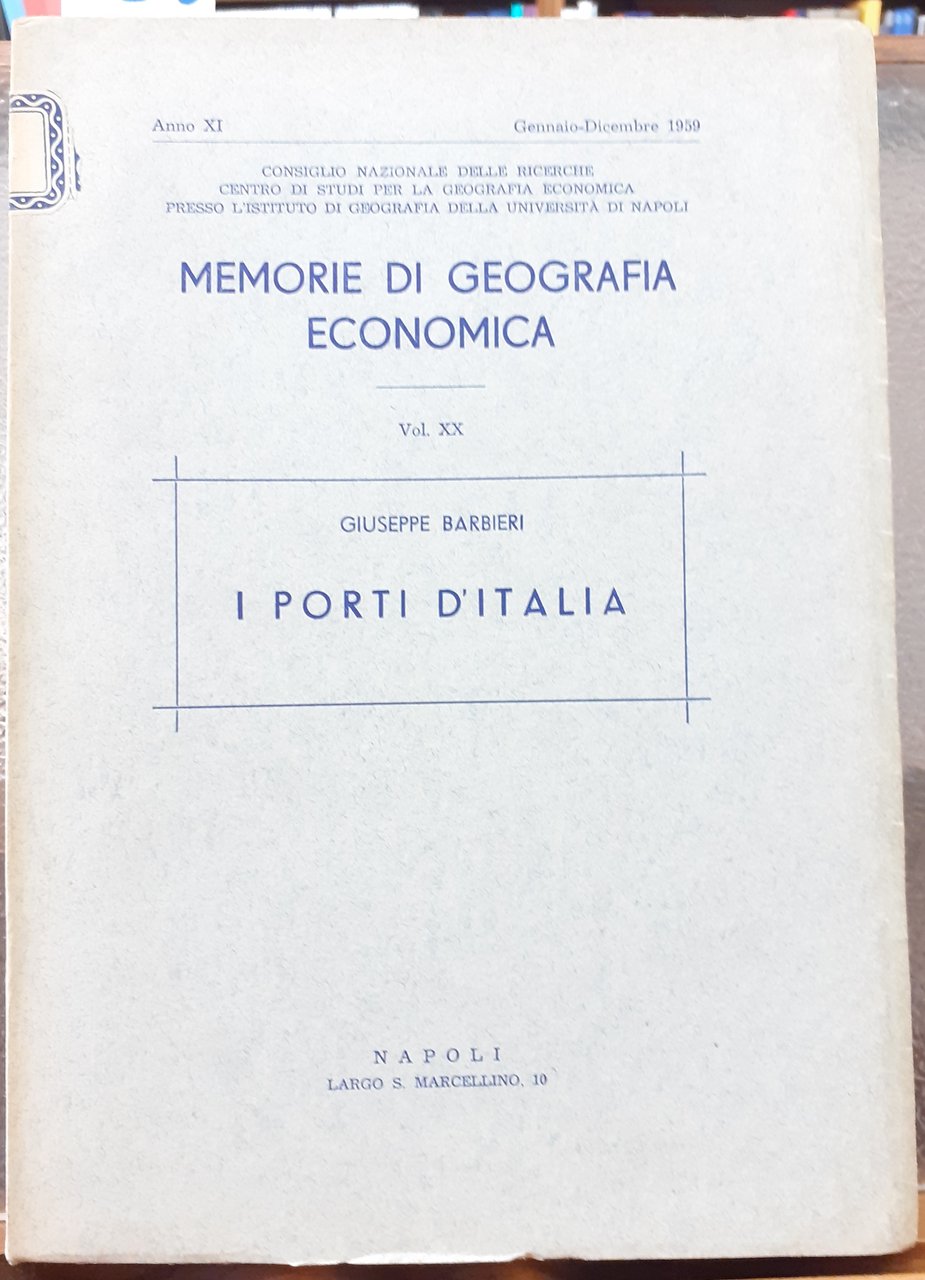 Anno XI Gennaio-Dicembre 1959
CONSIGLIO NAZIONALE DELLE RICERCHE
CENTRO DI STUDI PER LA GEOGRAFIA ECONOMICA
PRESSO L'ISTITUTO DI GEOGRAFIA DELLA UNIVERSITÀ DI NAPOLI
MEMORIE DI GEOGRAFIA
ECONOMICA
Vol. XX
GIUSEPPE BARBIERI
I PORTI D'ITALIA
NAPOLI
LARGO S. MARCELLINO, 10